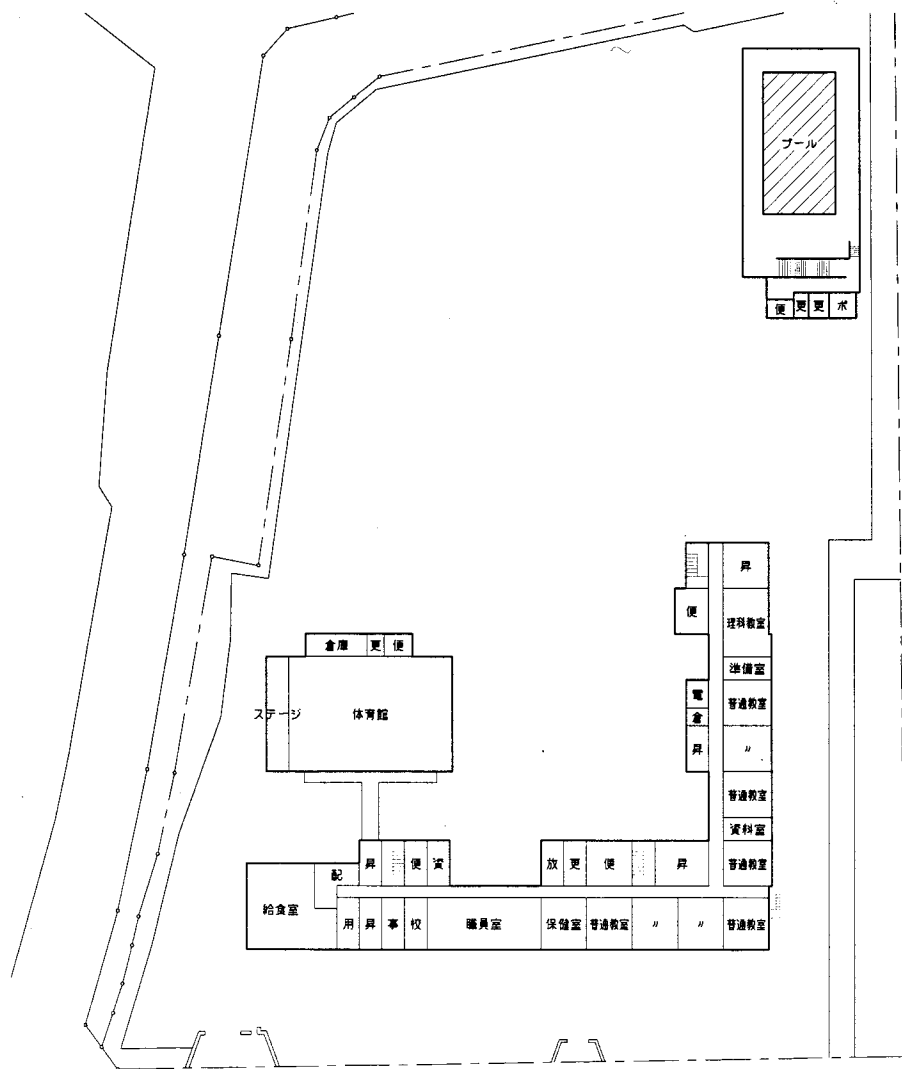 プール
便 更 更 ポ
昇
便
理科教室
準備室
電
普通教室
倉
昇
〃
普通教室
資料室
普通教室
倉庫 更 便
ステージ 体育館
昇 便 資
放 更 便 昇
配
給食室
用 昇 事 校 職員室 保健室 普通教室 〃 〃 普通教室